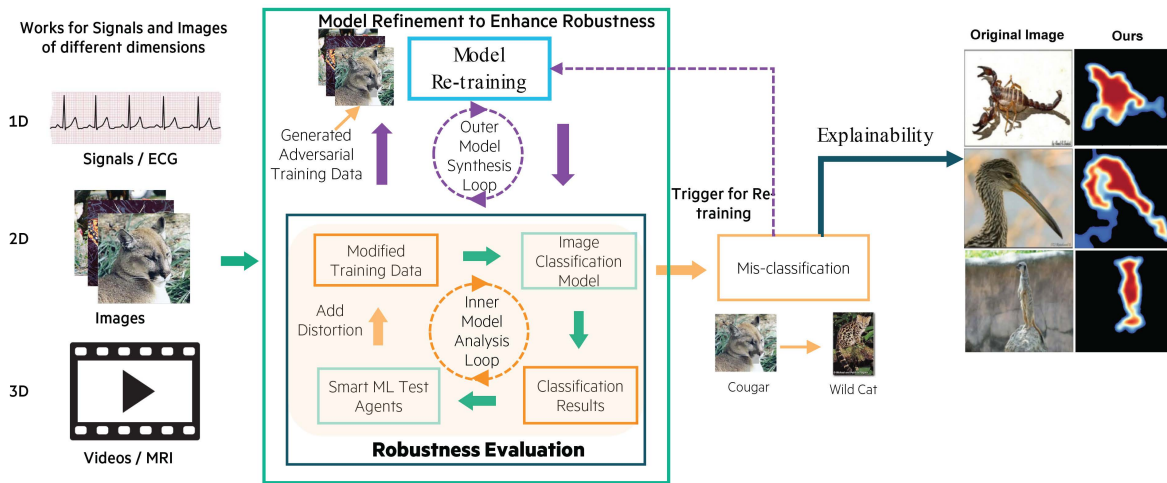 Works for Signals and Images
of different dimensions
1D
Signals / ECG
2D
Images
3D
Videos / MRI
Model Refinement to Enhance Robustness
Model
Re-training
Generated
Adversarial
Training Data
Outer
Model
Synthesis
Loop
Modified
Training Data
Image
Classification
Model
Add
Distortion
Inner
Model
Analysis
Loop
Smart ML Test
Agents
Classification
Results
Robustness Evaluation
Trigger for Re-
training
Mis-classification
Cougar
Wild Cat
Explainability
Original Image
Ours